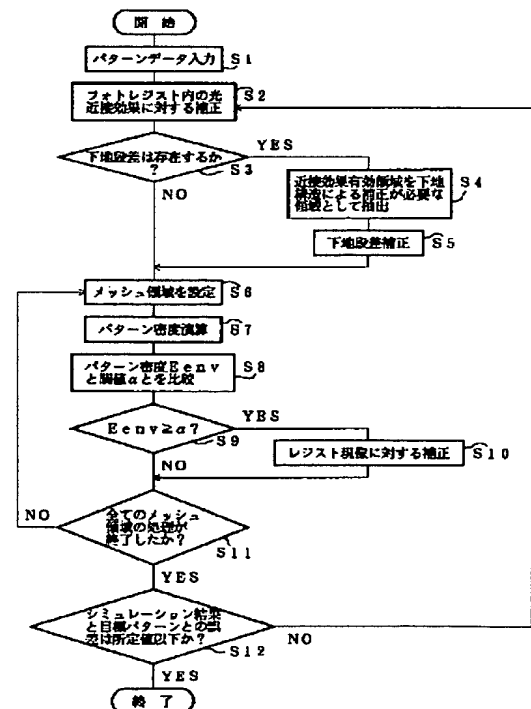 開 始
パターンデータ入力
S1
フォトレジスト内の光
近接効果に対する補正
S2
下地段差は存在するか
?
S3
YES
NO
近接効果有効領域を下地
構造による補正が必要な
領域として抽出
S4
下地段差補正
S5
メッシュ領域を設定
S6
パターン密度演算
S7
パターン密度Eenv
と閾値αとを比較
S8
Eenv≧α?
S9
YES
NO
レジスト現像に対する補正
S10
全てのメッシュ
領域の処理が
終了したか?
S11
NO
YES
シミュレーション結果
と目標パターンとの誤
差は所定値以下か?
S12
NO
YES
終 了